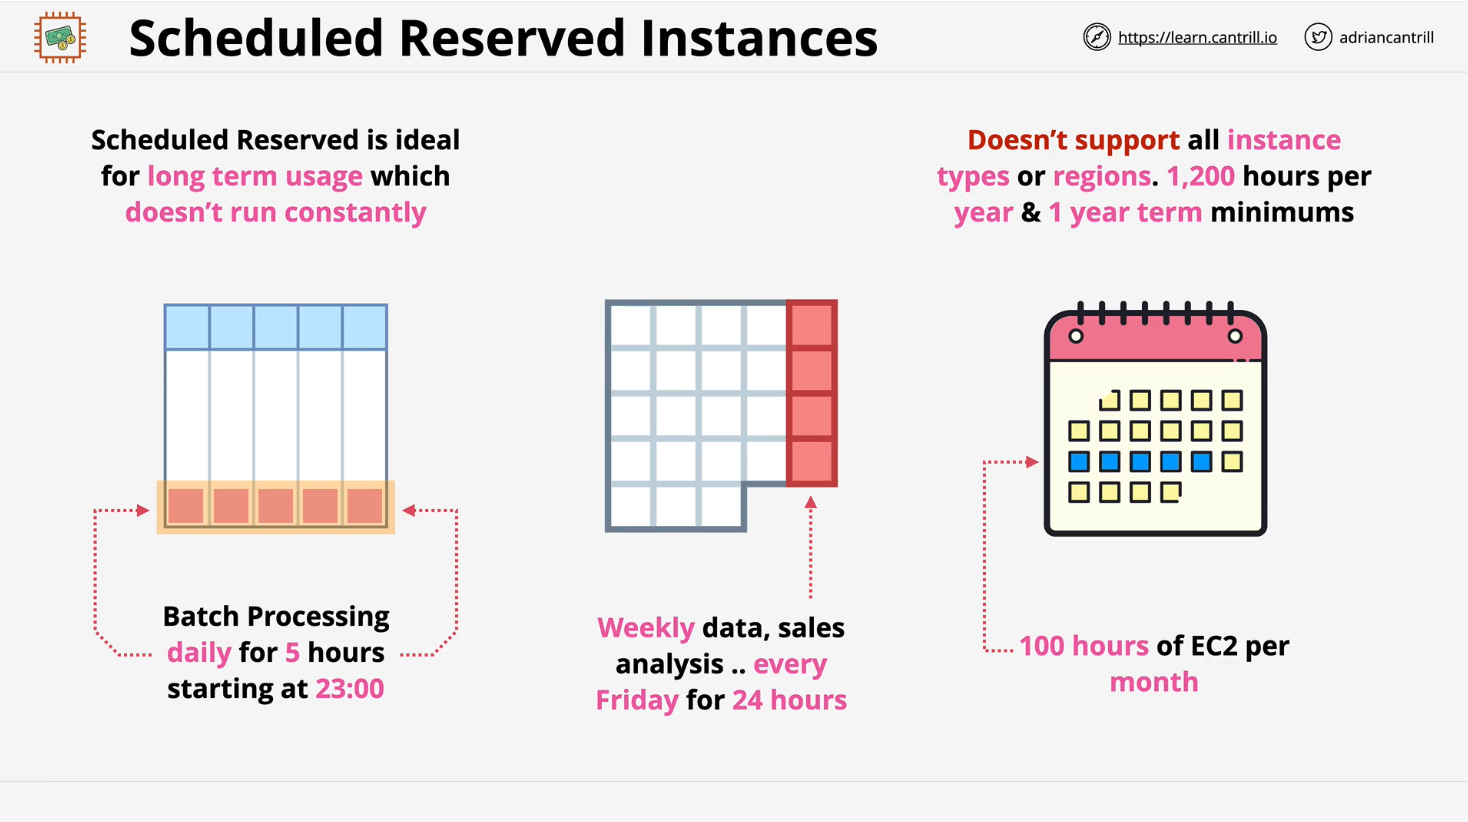 Scheduled Reserved Instances
https://learn.cantrill.io
adriancantrill
Scheduled Reserved is ideal
for long term usage which
doesn't run constantly
Doesn't support all instance
types or regions. 1,200 hours per
year & 1 year term minimums
Batch Processing
daily for 5 hours
starting at 23:00
Weekly data, sales
analysis .. every
Friday for 24 hours
100 hours of EC2 per
month